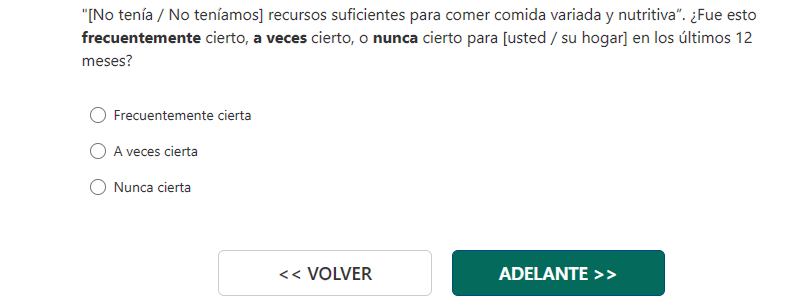 "[No tenía / No teníamos] recursos suficientes para comer comida variada y nutritiva”. ¿Fue esto
frecuentemente cierto, a veces cierto, o nunca cierto para [usted / su hogar] en los últimos 12
meses?
Frecuentemente cierta
A veces cierta
Nunca cierta
<< VOLVER
ADELANTE >>